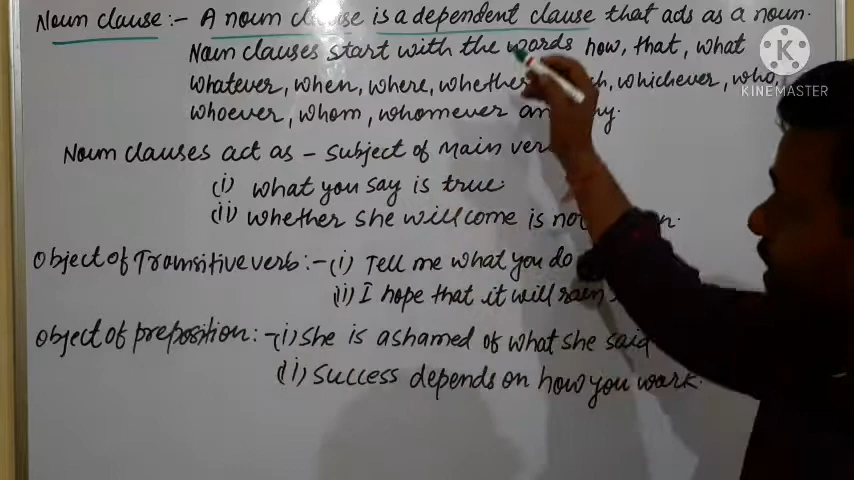 Noun clause :- A noun clause is a dependent clause that acts as a noun.
Noun clauses start with the words how, that, what
whatever, when, where, whether, whichever, who,
whoever, whom, whomever
Noun clauses act as - subject of main
(i) what you say is true.
(ii) whether she will come is
Object of Transitive verb :- (i) Tell me what you do
(ii) I hope that it will rain
Object of preposition :- (i) She is ashamed of what she said
(ii) Success depends on how you work.
K
KINEMASTER